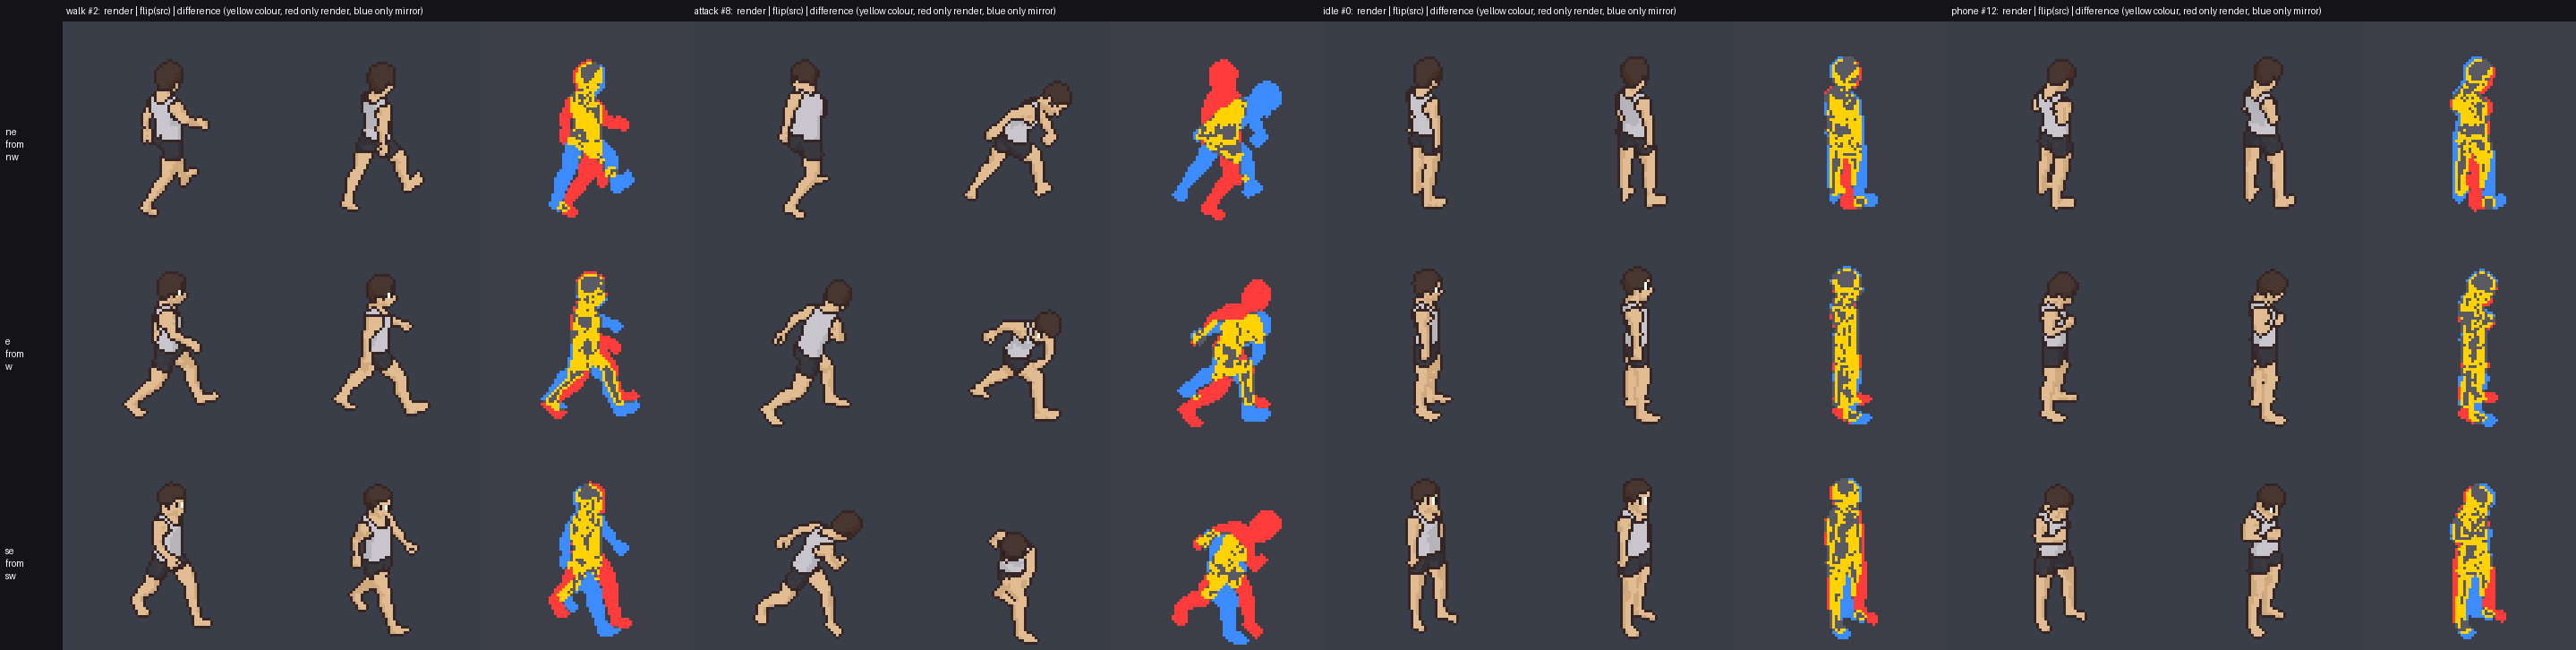 walk #2: render | flip(src) | difference (yellow colour, red only render, blue only mirror)
attack #8: render | flip(src) | difference (yellow colour, red only render, blue only mirror)
idle #0: render | flip(src) | difference (yellow colour, red only render, blue only mirror)
phone #12: render | flip(src) | difference (yellow colour, red only render, blue only mirror)
ne
from
nw
e
from
w
se
from
sw